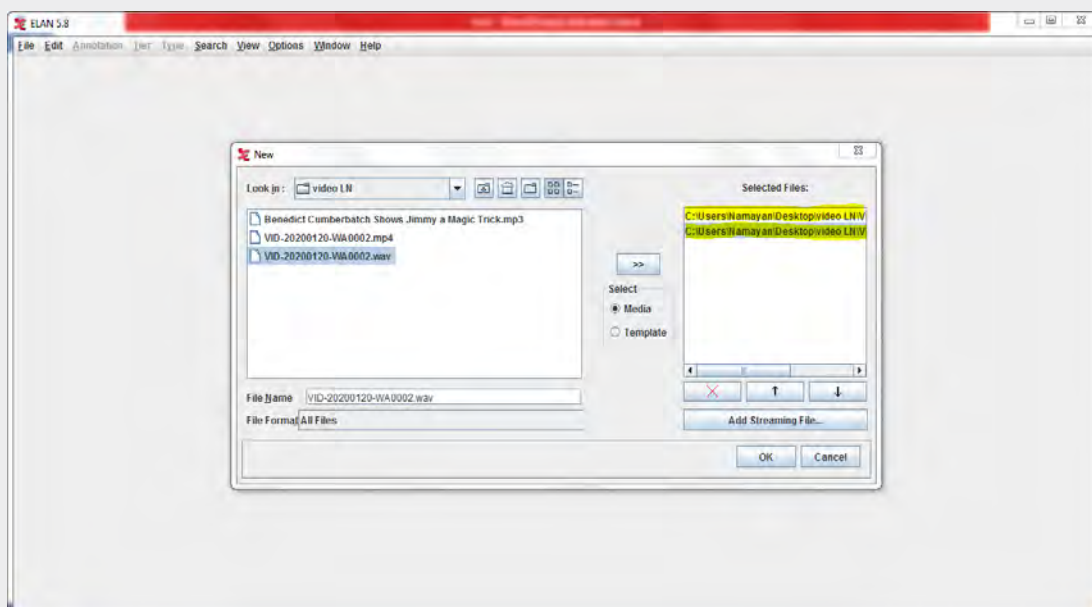 ELAN 5.8
File Edit Annotation Tier Type Search View Options Window Help
New
Look in : video LN
Selected Files:
Benedict Cumberbatch Shows Jimmy a Magic Trick.mp3
VID-20200120-WA0002.mp4
VID-20200120-WA0002.wav
C:\Users\Namayan\Desktop\video LN\V
C:\Users\Namayan\Desktop\video LN\V
>>
Select
Media
Template
File Name VID-20200120-WA0002.wav
File Format All Files
Add Streaming File...
OK Cancel